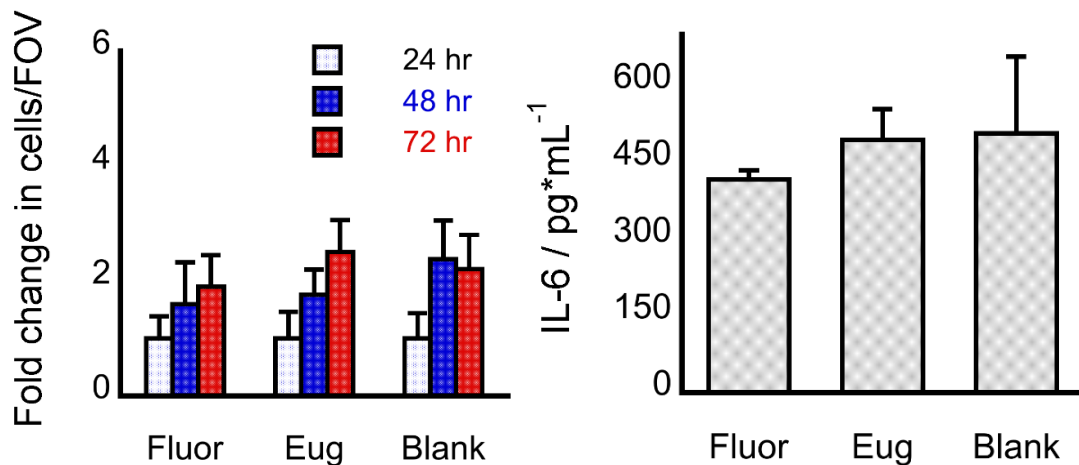 Fold change in cells/FOV
6
4
2
0
24 hr
48 hr
72 hr
Fluor Eug Blank
IL-6 / pg*mL⁻¹
600
450
300
150
0
Fluor Eug Blank